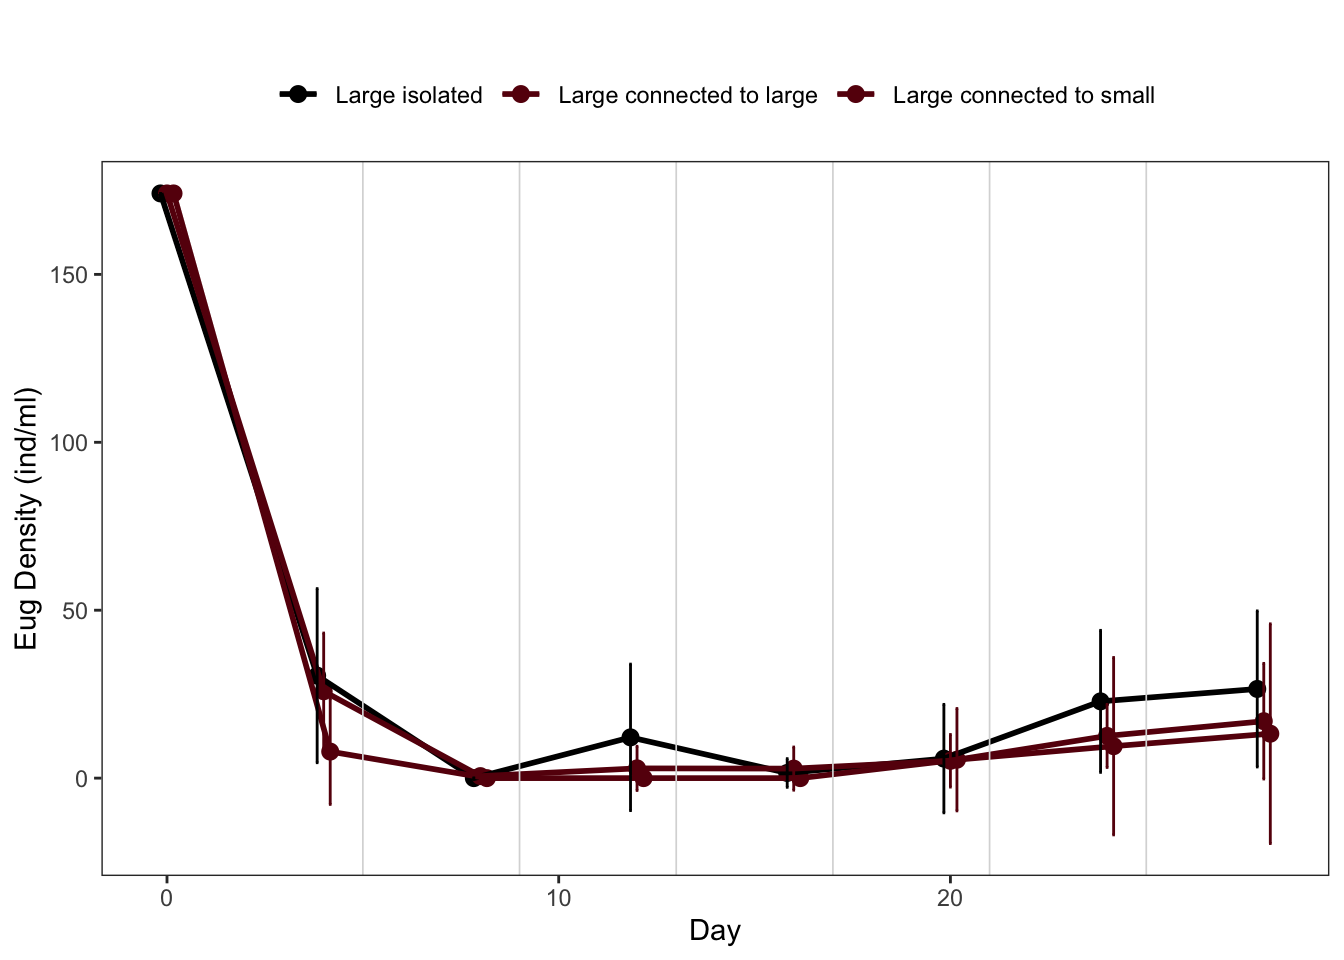 Large isolated Large connected to large Large connected to small
150
100
50
0
Eug Density (ind/ml)
0 10 20
Day